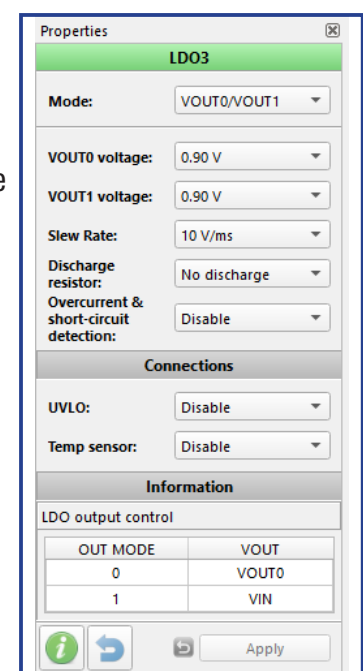 Properties
LDO3
Mode: VOUT0/VOUT1
e
VOUT0 voltage: 0.90 V
VOUT1 voltage: 0.90 V
Slew Rate: 10 V/ms
Discharge
resistor: No discharge
Overcurrent &
short-circuit
detection: Disable
Connections
UVLO: Disable
Temp sensor: Disable
Information
LDO output control
OUT MODE VOUT
0 VOUT0
1 VIN
Apply